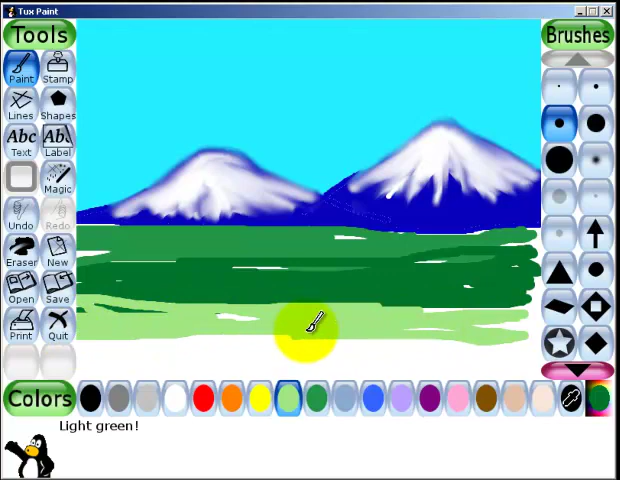 Tux Paint
Tools
Brushes
Paint
Stamp
Lines
Shapes
Abc
Text
Abc
Label
Magic
Undo
Redo
Eraser
New
Open
Save
Print
Quit
Colors
Light green!